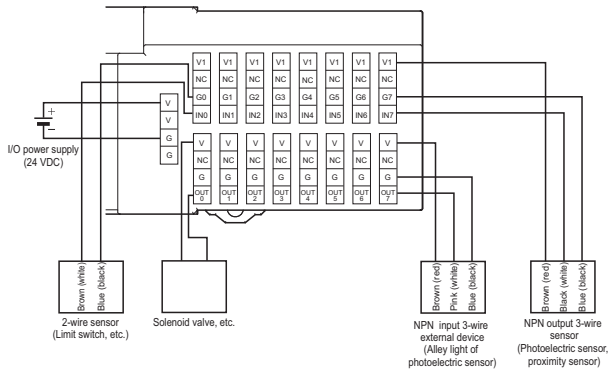 V1 V1 V1 V1 V1 V1 V1 V1
NC NC NC NC NC NC NC NC
G0 G1 G2 G3 G4 G5 G6 G7
IN0 IN1 IN2 IN3 IN4 IN5 IN6 IN7
V
V
G
G
+
−
I/O power supply
(24 VDC)
V V V V V V V V
NC NC NC NC NC NC NC NC
G G G G G G G G
OUT 0 OUT 1 OUT 2 OUT 3 OUT 4 OUT 5 OUT 6 OUT 7
Brown (white)
Blue (black)
2-wire sensor
(Limit switch, etc.)
Solenoid valve, etc.
Brown (red)
Pink (white)
Blue (black)
NPN input 3-wire
external device
(Alley light of
photoelectric sensor)
Brown (red)
Black (white)
Blue (black)
NPN output 3-wire
sensor
(Photoelectric sensor,
proximity sensor)